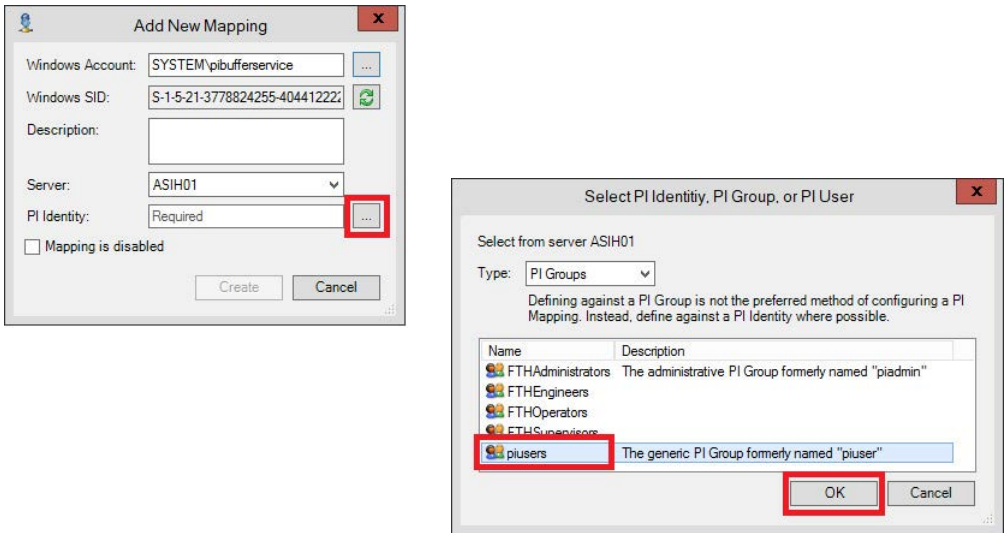 Add New Mapping
x
Windows Account: SYSTEM\pibufferservice ...
Windows SID: S-1-5-21-3778824255-404412222
Description:
Server: ASIH01
PI Identity: Required ...
Mapping is disabled
Create Cancel
Select PI Identitiy, PI Group, or PI User
x
Select from server ASIH01
Type: PI Groups
Defining against a PI Group is not the preferred method of configuring a PI
Mapping. Instead, define against a PI Identity where possible.
Name Description
FTHAdministrators The administrative PI Group formerly named "piadmin"
FTHEngineers
FTHOperators
FTHSupervisors
piusers The generic PI Group formerly named "piuser"
OK Cancel